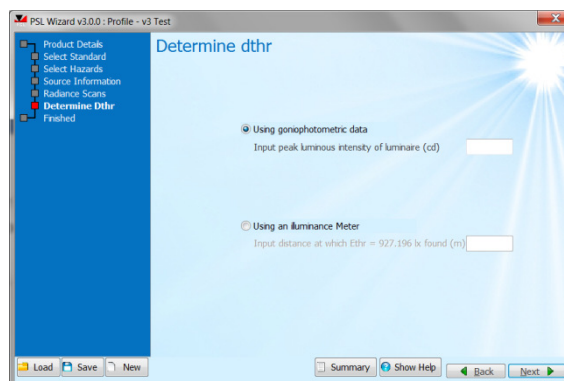 PSL Wizard v3.0.0 : Profile - v3 Test
Product Details
Select Standard
Select Hazards
Source Information
Radiance Scans
Determine Dthr
Finished
Determine dthr
Using goniophotometric data
Input peak luminous intensity of luminaire (cd)
Using an illuminance Meter
Input distance at which Ethr = 927.196 lx found (m)
Load Save New Summary Show Help Back Next